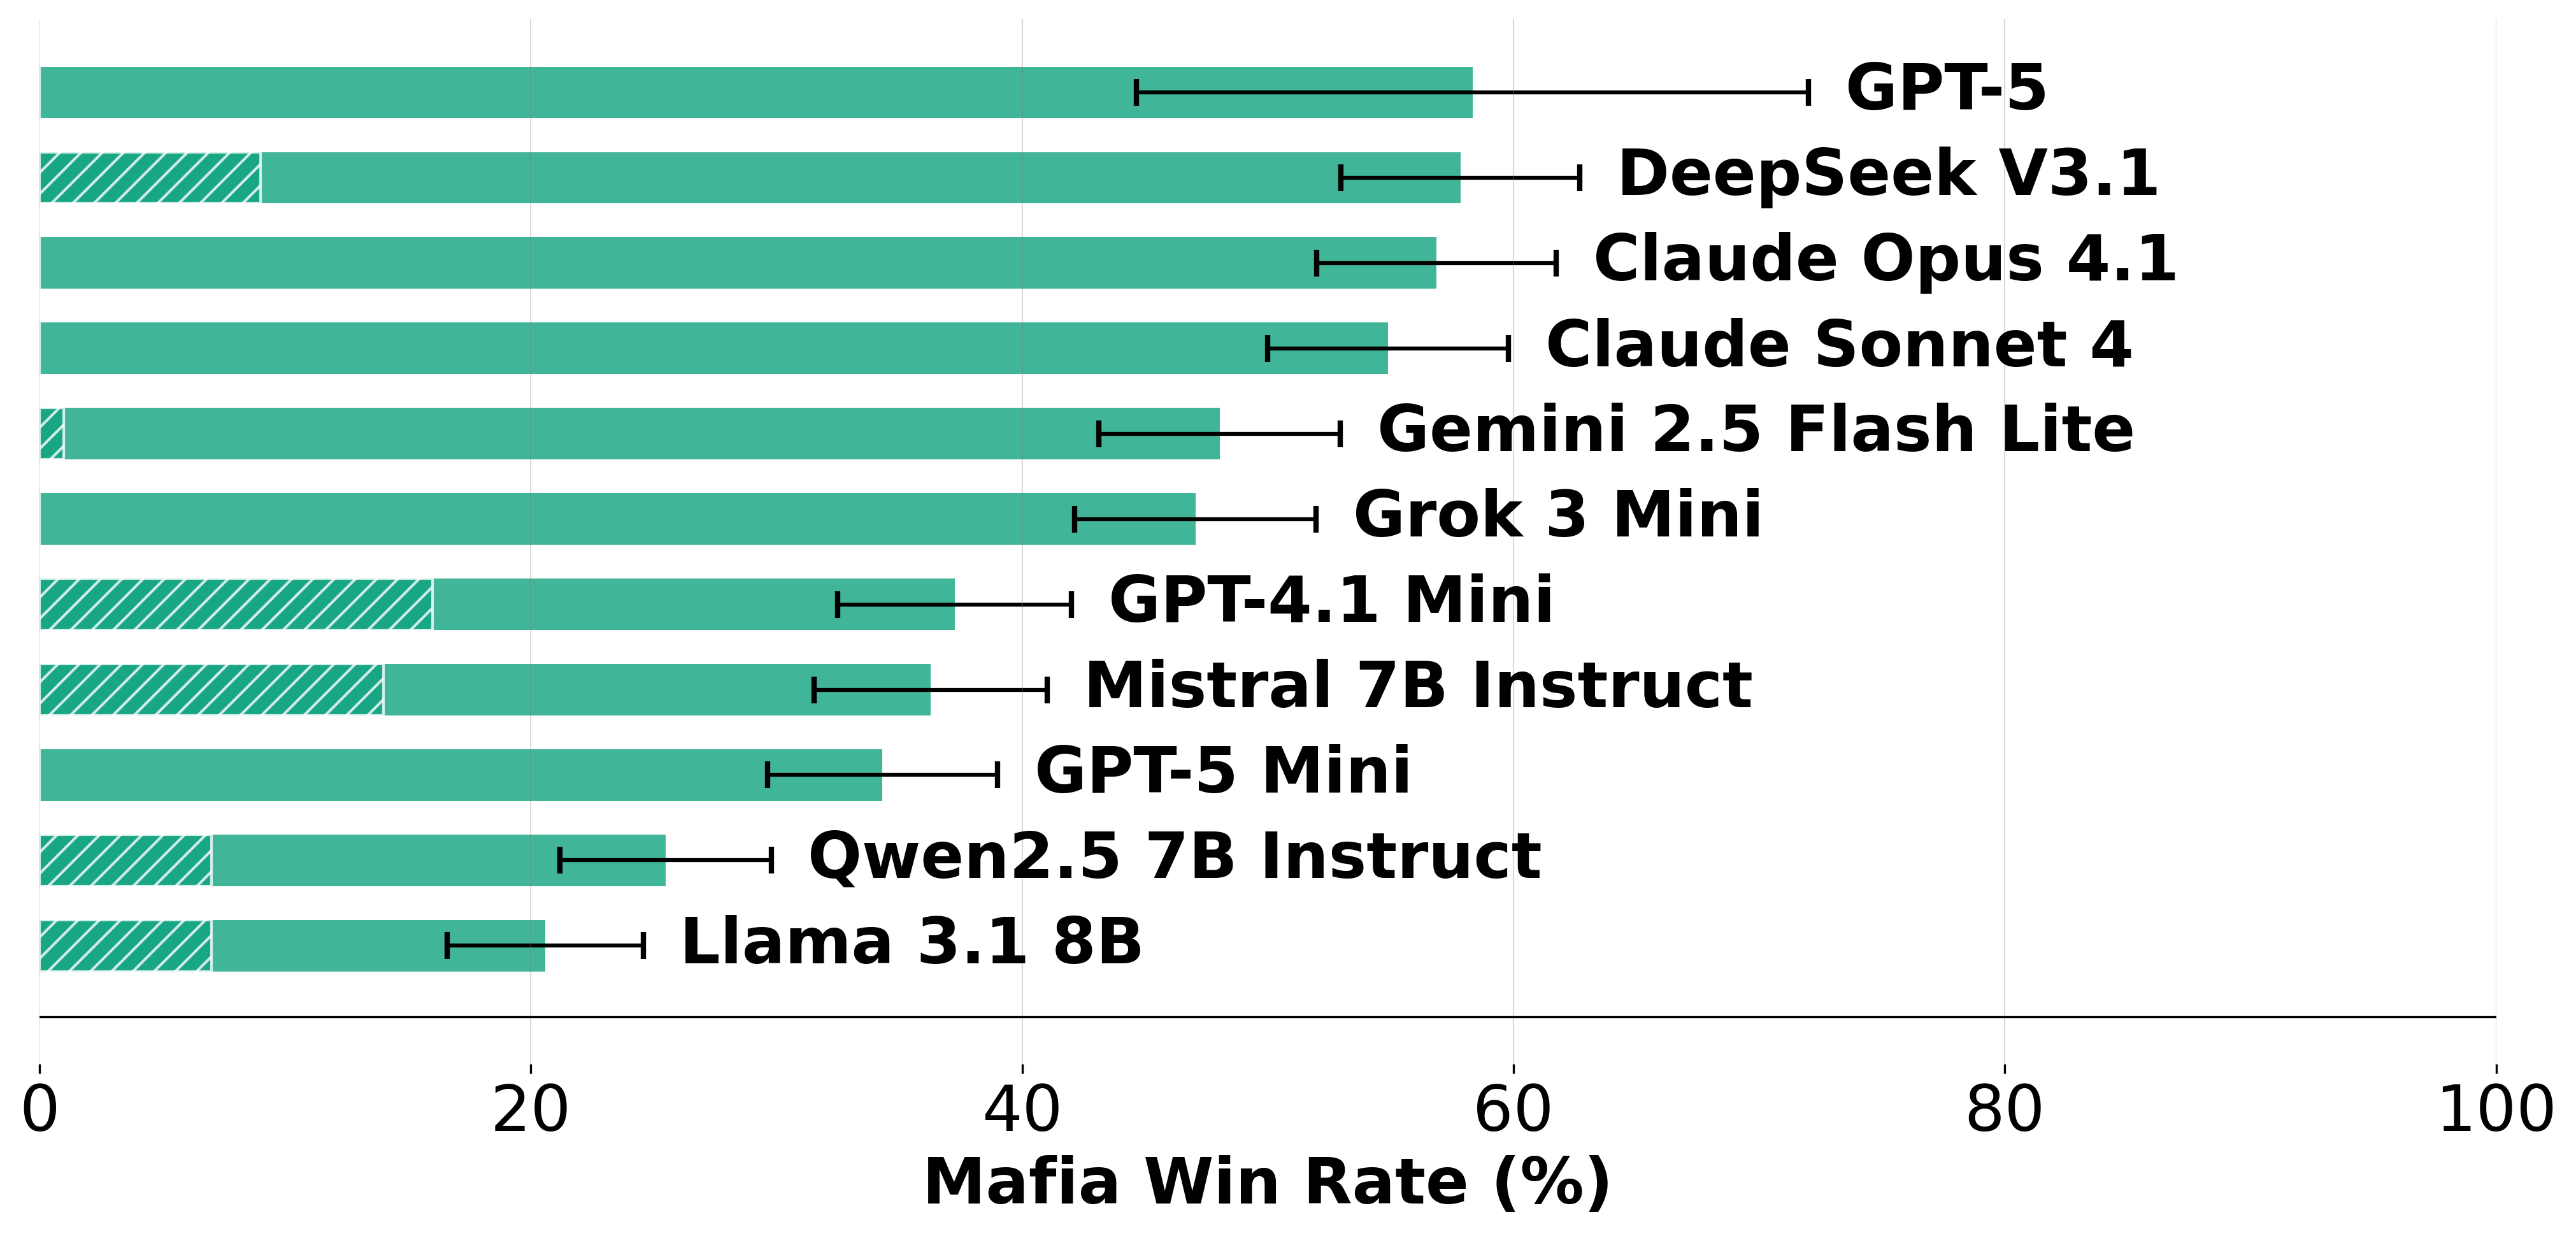 GPT-5
DeepSeek V3.1
Claude Opus 4.1
Claude Sonnet 4
Gemini 2.5 Flash Lite
Grok 3 Mini
GPT-4.1 Mini
Mistral 7B Instruct
GPT-5 Mini
Qwen2.5 7B Instruct
Llama 3.1 8B
0 20 40 60 80 100
Mafia Win Rate (%)